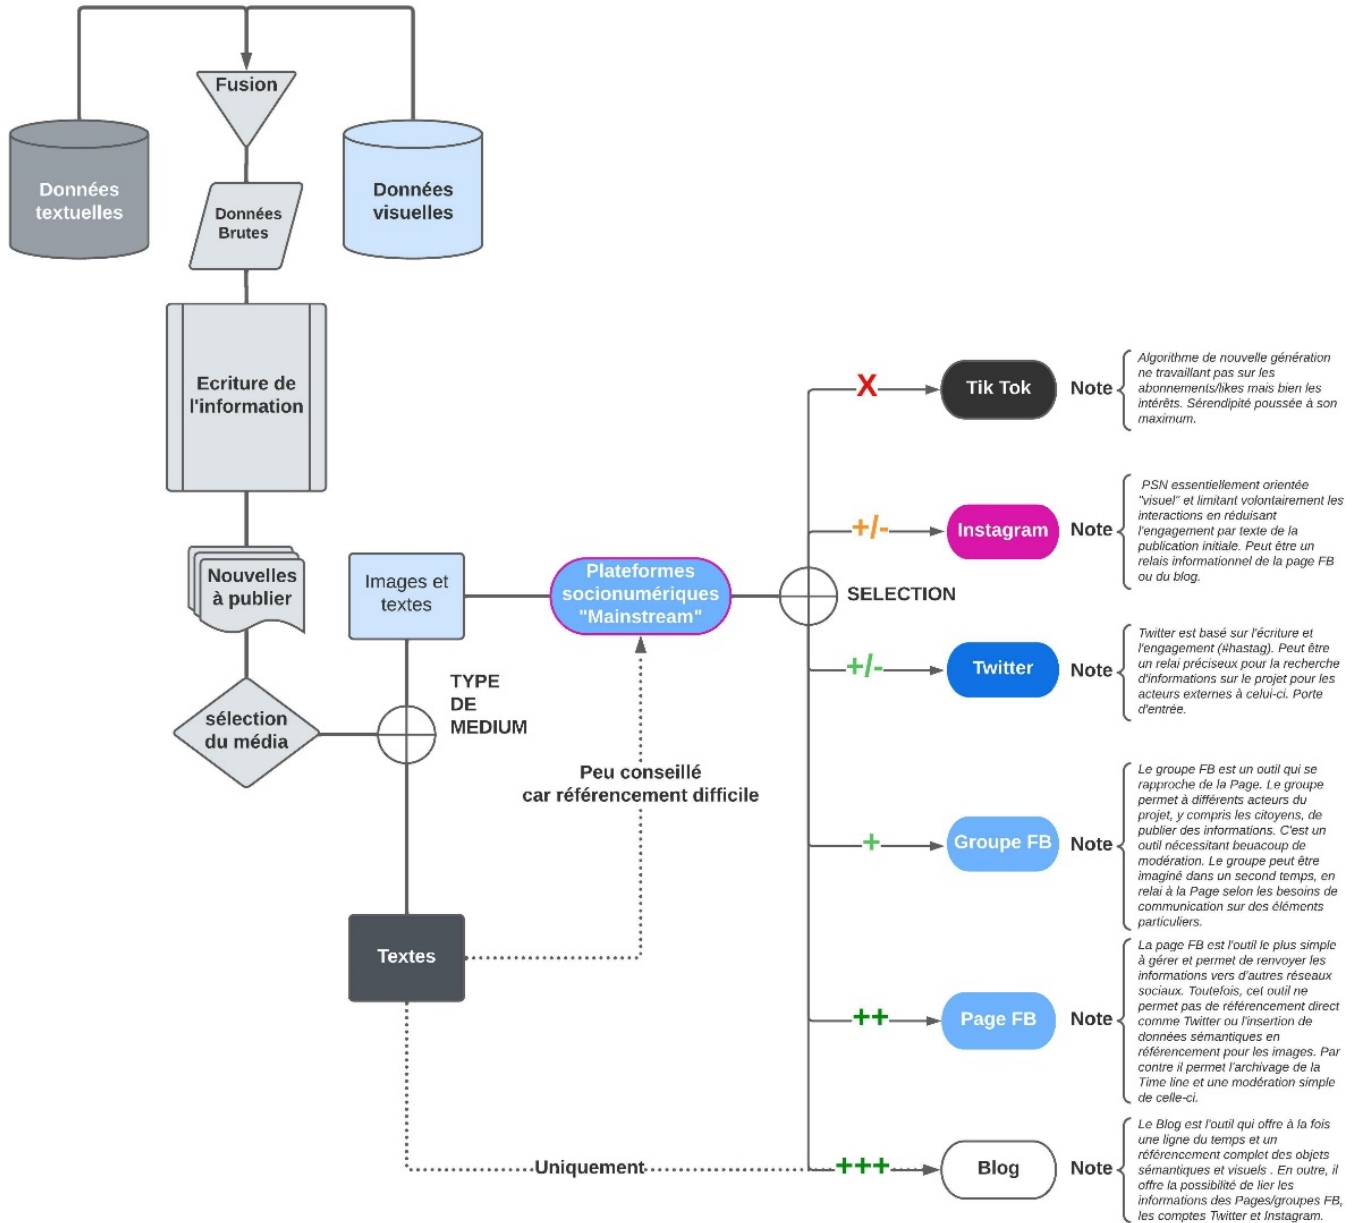 Fusion
Données
textuelles
Données
visuelles
Données
Brutes
Ecriture de
l'information
Nouvelles
à publier
sélection
du média
TYPE
DE
MEDIUM
Images et
textes
Textes
Plateformes
socionumériques
"Mainstream"
Peu conseillé
car référencement difficile
Uniquement
SELECTION
X
Tik Tok
Note
Algorithme de nouvelle génération
ne travaillant pas sur les
abonnements/likes mais bien les
intérêts. Sérendipité poussée à son
maximum.
+/-
Instagram
Note
PSN essentiellement orientée
"visuel" et limitant volontairement les
interactions en réduisant
l'engagement par texte de la
publication initiale. Peut être un
relais informationnel de la page FB
ou du blog.
+/-
Twitter
Note
Twitter est basé sur l'écriture et
l'engagement (#hastag). Peut être
un relai préciseux pour la recherche
d'informations sur le projet pour les
acteurs externes à celui-ci. Porte
d'entrée.
+
Groupe FB
Note
Le groupe FB est un outil qui se
rapproche de la Page. Le groupe
permet à différents acteurs du
projet, y compris les citoyens, de
publier des informations. C'est un
outil nécessitant beuacoup de
modération. Le groupe peut être
imaginé dans un second temps, en
relai à la Page selon les besoins de
communication sur des éléments
particuliers.
++
Page FB
Note
La page FB est l'outil le plus simple
à gérer et permet de renvoyer les
informations vers d'autres réseaux
sociaux. Toutefois, cet outil ne
permet pas de référencement direct
comme Twitter ou l'insertion de
données sémantiques en
référencement pour les images. Par
contre il permet l'archivage de la
Time line et une modération simple
de celle-ci.
+++
Blog
Note
Le Blog est l'outil qui offre à la fois
une ligne du temps et un
référencement complet des objets
sémantiques et visuels . En outre, il
offre la possibilité de lier les
informations des Pages/groupes FB,
les comptes Twitter et Instagram.